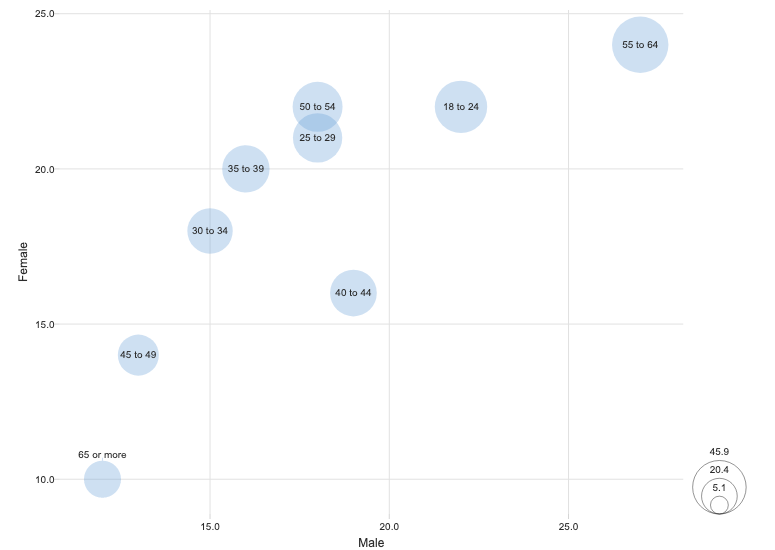 25.0
55 to 64
50 to 54
18 to 24
25 to 29
20.0
35 to 39
30 to 34
Female
40 to 44
15.0
45 to 49
65 or more
45.9
20.4
10.0
5.1
15.0
20.0
25.0
Male